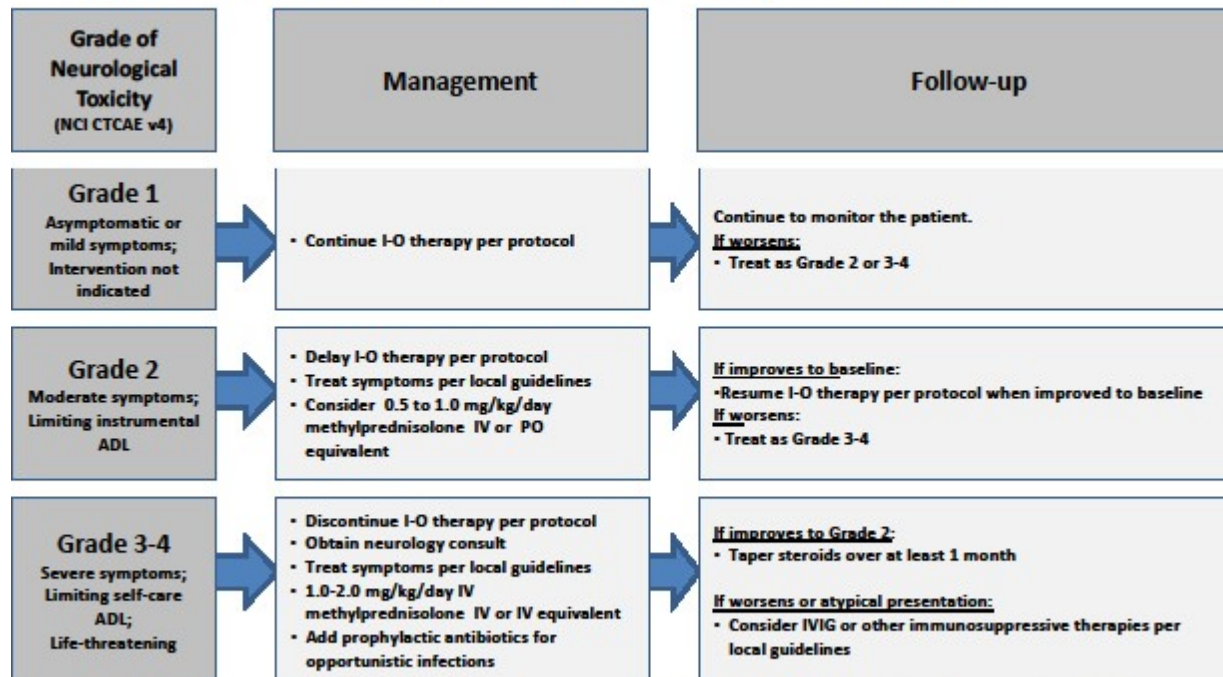 Grade of
Neurological
Toxicity
(NCI CTCAE v4)
Management
Follow-up
Grade 1
Asymptomatic or
mild symptoms;
Intervention not
indicated
• Continue I-O therapy per protocol
Continue to monitor the patient.
If worsens:
• Treat as Grade 2 or 3-4
Grade 2
Moderate symptoms;
Limiting instrumental
ADL
• Delay I-O therapy per protocol
• Treat symptoms per local guidelines
• Consider 0.5 to 1.0 mg/kg/day
methylprednisolone IV or PO
equivalent
If improves to baseline:
•Resume I-O therapy per protocol when improved to baseline
If worsens:
• Treat as Grade 3-4
Grade 3-4
Severe symptoms;
Limiting self-care
ADL;
Life-threatening
• Discontinue I-O therapy per protocol
• Obtain neurology consult
• Treat symptoms per local guidelines
• 1.0-2.0 mg/kg/day IV
methylprednisolone IV or IV equivalent
• Add prophylactic antibiotics for
opportunistic infections
If improves to Grade 2:
• Taper steroids over at least 1 month
If worsens or atypical presentation:
• Consider IVIG or other immunosuppressive therapies per
local guidelines